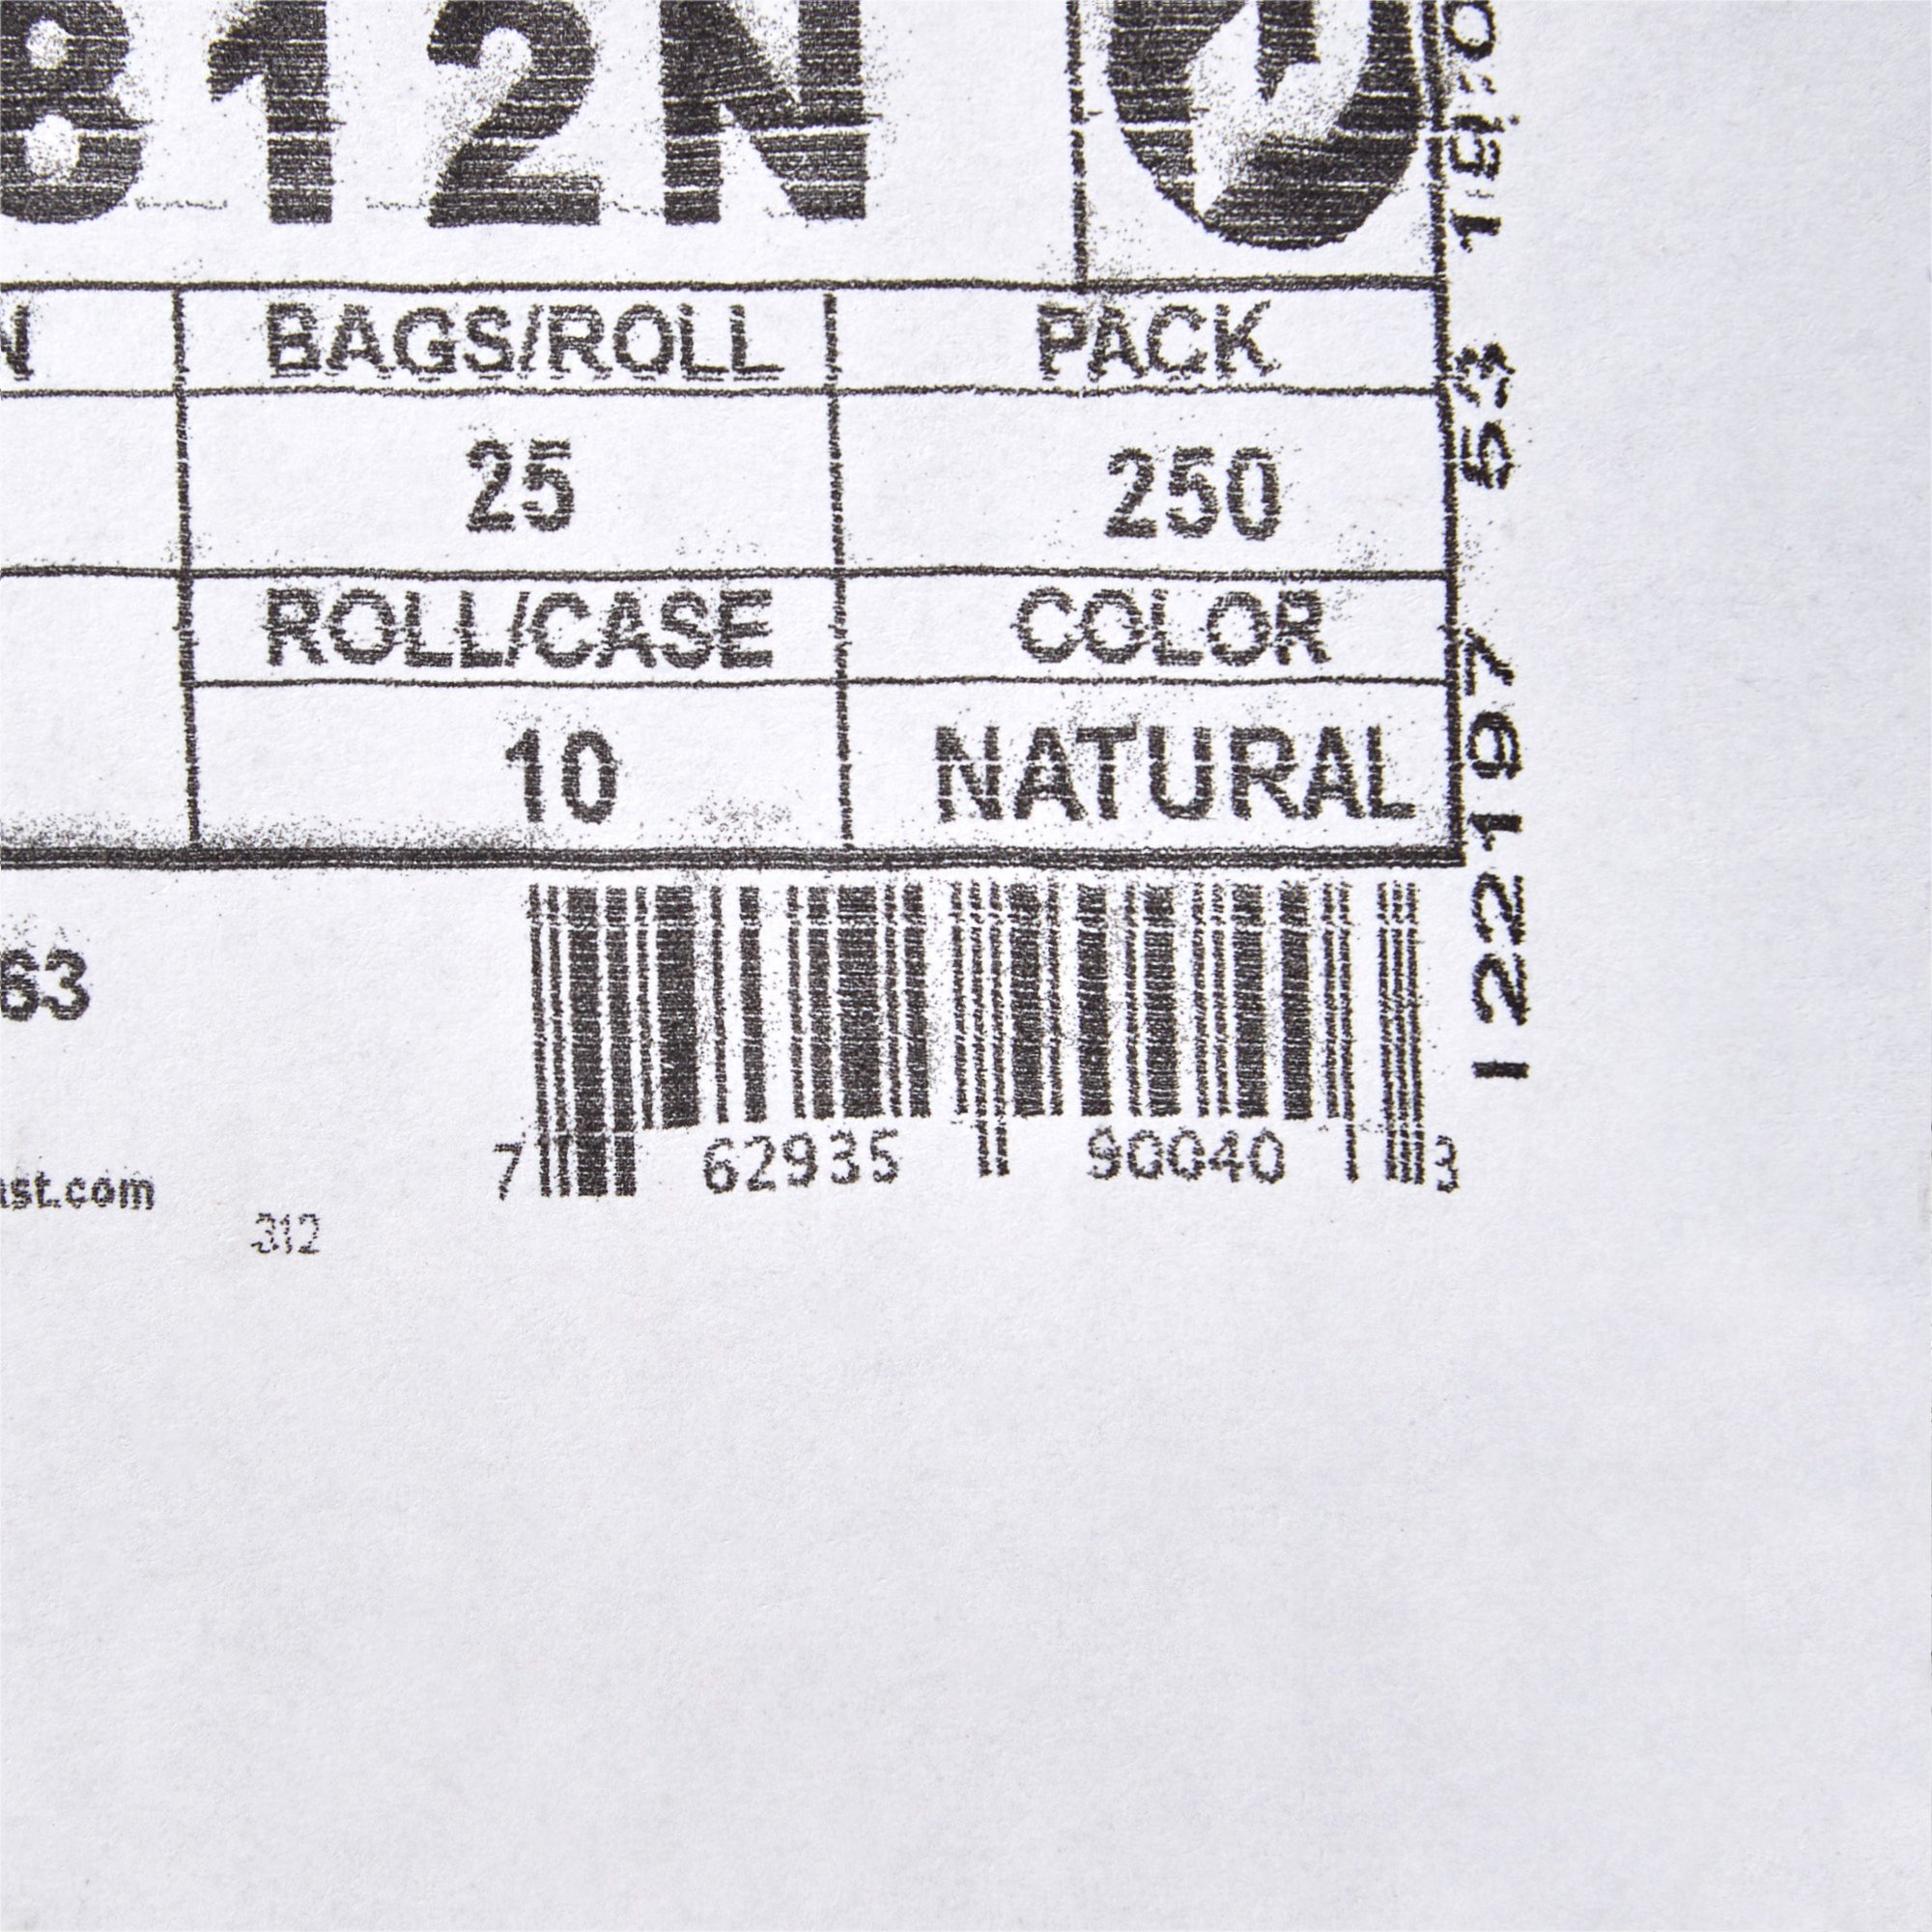 812N
BAGS/ROLL PACK
25 250
ROLL/CASE COLOR
10 NATURAL
63
7 62935 90040 3
ast.com
312
122197 53